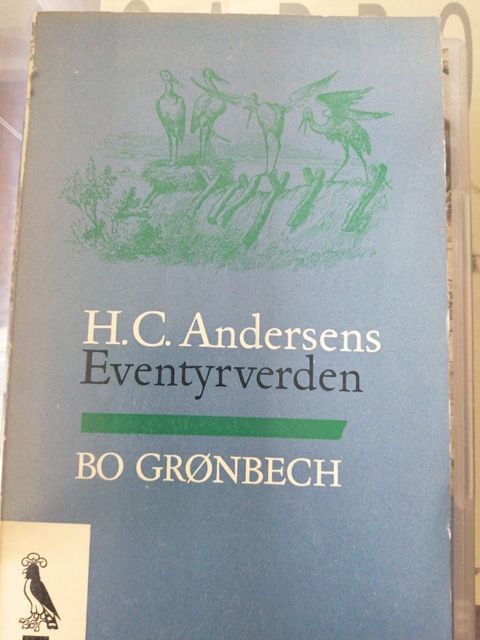 H.C. Andersens
Eventyrverden
BO GRØNBECH